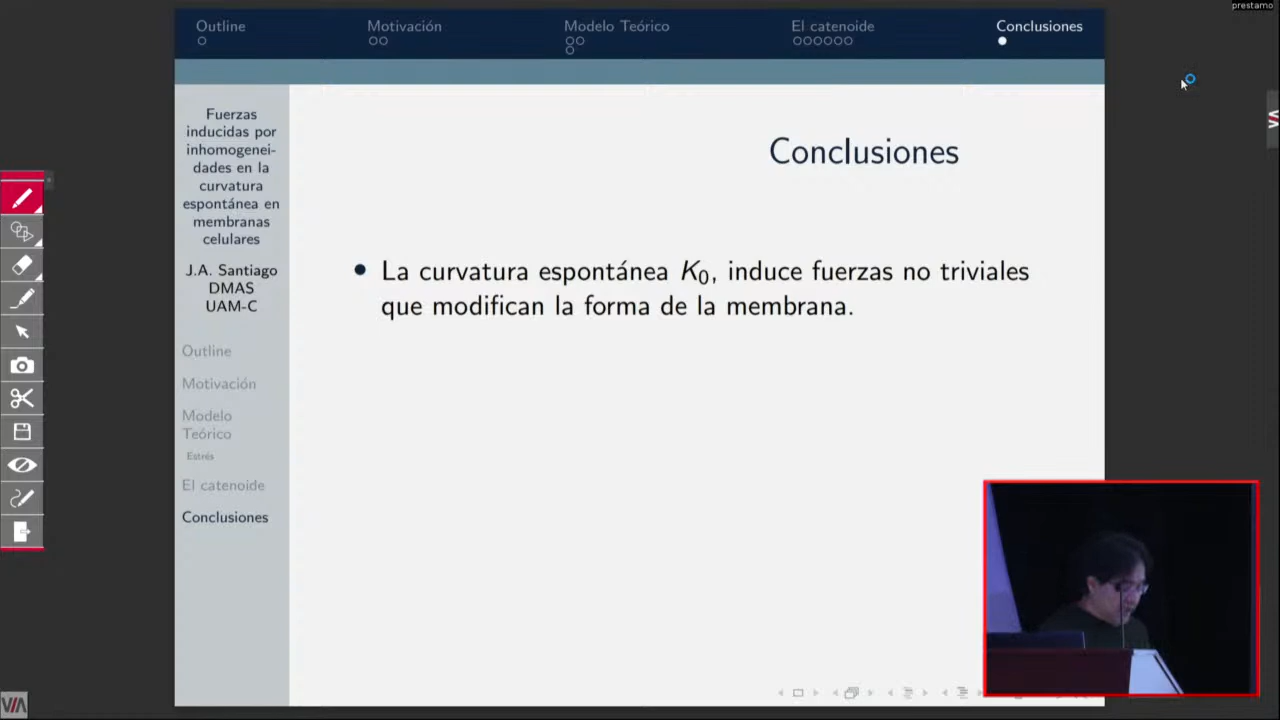 prestamo
Outline
Motivación
Modelo Teórico
El catenoide
Conclusiones
Fuerzas
inducidas por
inhomogenei-
dades en la
curvatura
espontánea en
membranas
celulares
J.A. Santiago
DMAS
UAM-C
Outline
Motivación
Modelo
Teórico
Estrés
El catenoide
Conclusiones
Conclusiones
La curvatura espontánea K₀, induce fuerzas no triviales
que modifican la forma de la membrana.